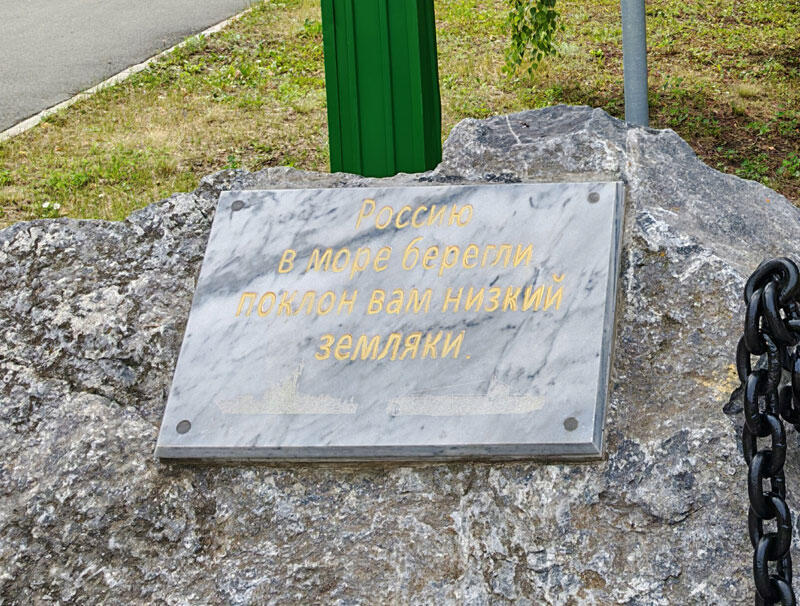 Россию
в море берегли
поклон вам низкий
земляки.